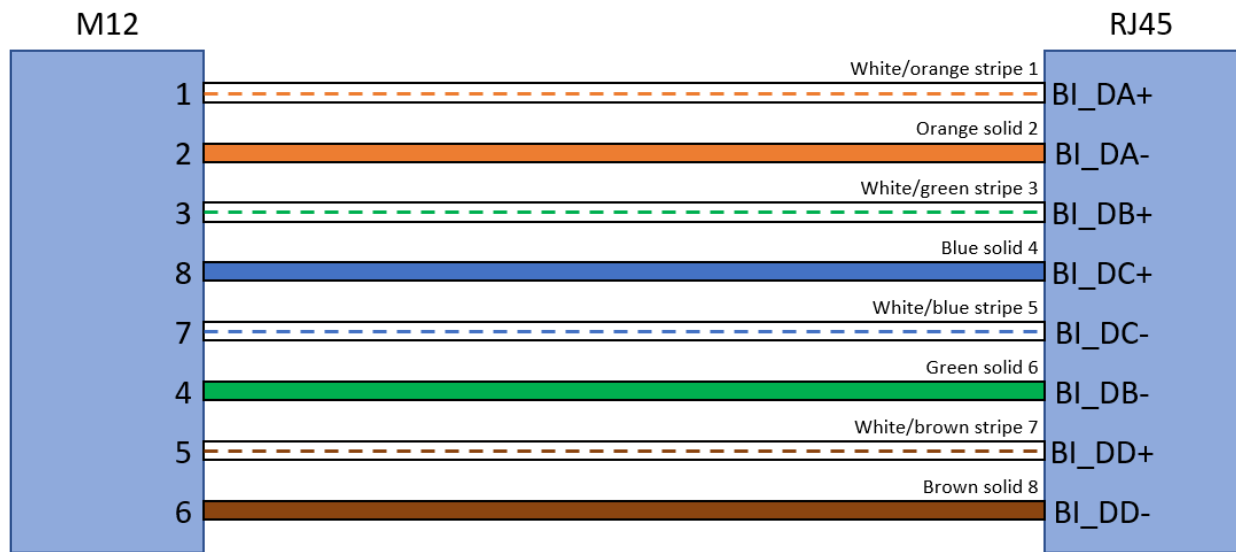 M12 RJ45
White/orange stripe 1
1 BI_DA+
Orange solid 2
2 BI_DA-
White/green stripe 3
3 BI_DB+
Blue solid 4
8 BI_DC+
White/blue stripe 5
7 BI_DC-
Green solid 6
4 BI_DB-
White/brown stripe 7
5 BI_DD+
Brown solid 8
6 BI_DD-